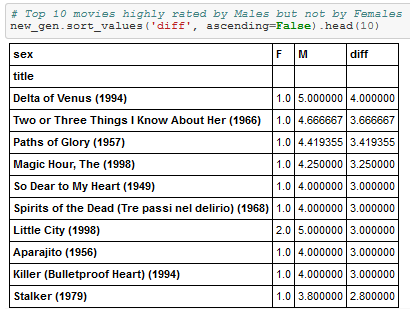 # Top 10 movies highly rated by Males but not by Females
new_gen.sort_values('diff', ascending=False).head(10)
sex F M diff
title
Delta of Venus (1994) 1.0 5.000000 4.000000
Two or Three Things I Know About Her (1966) 1.0 4.666667 3.666667
Paths of Glory (1957) 1.0 4.419355 3.419355
Magic Hour, The (1998) 1.0 4.250000 3.250000
So Dear to My Heart (1949) 1.0 4.000000 3.000000
Spirits of the Dead (Tre passi nel delirio) (1968) 1.0 4.000000 3.000000
Little City (1998) 2.0 5.000000 3.000000
Aparajito (1956) 1.0 4.000000 3.000000
Killer (Bulletproof Heart) (1994) 1.0 4.000000 3.000000
Stalker (1979) 1.0 3.800000 2.800000